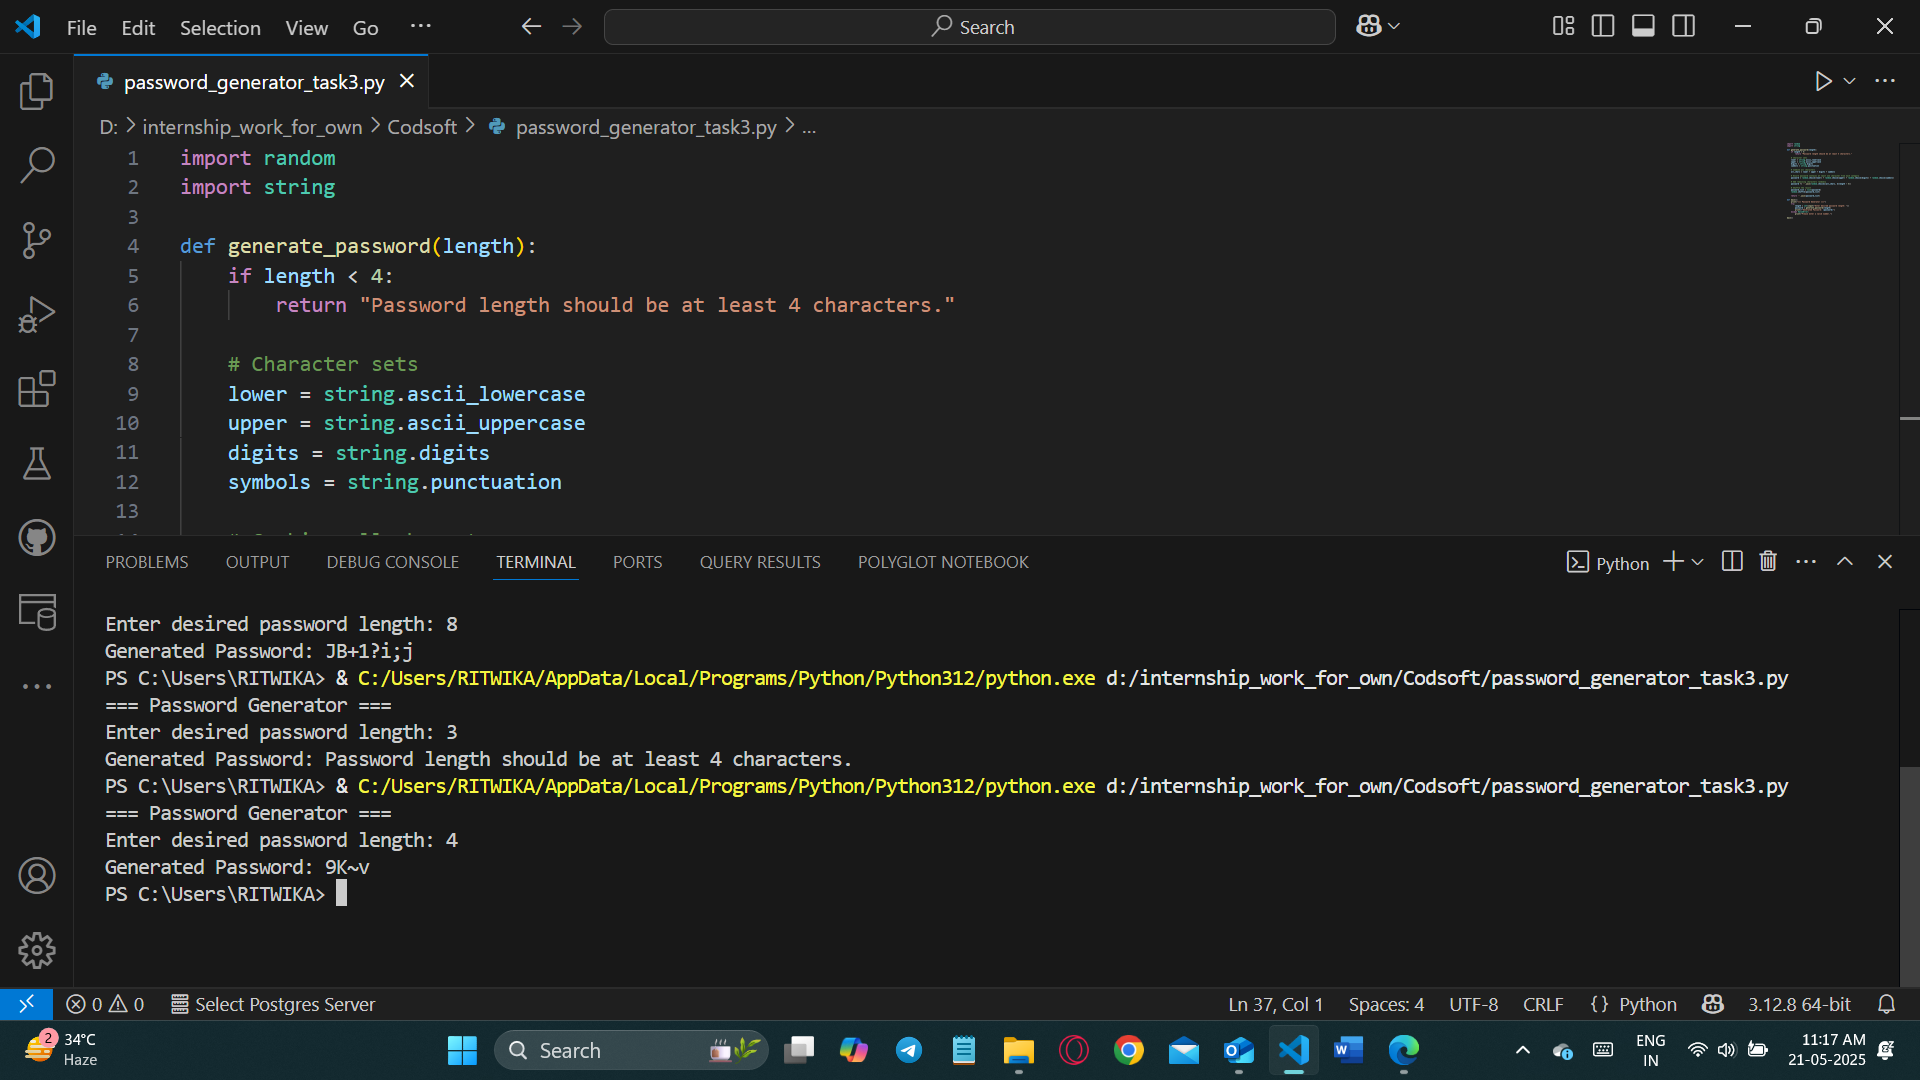 File Edit Selection View Go ...
Search
password_generator_task3.py
D: > internship_work_for_own > Codsoft > password_generator_task3.py > ...
1 import random
2 import string
3
4 def generate_password(length):
5     if length < 4:
6         return "Password length should be at least 4 characters."
7
8     # Character sets
9     lower = string.ascii_lowercase
10     upper = string.ascii_uppercase
11     digits = string.digits
12     symbols = string.punctuation
13
PROBLEMS OUTPUT DEBUG CONSOLE TERMINAL PORTS QUERY RESULTS POLYGLOT NOTEBOOK
Python
Enter desired password length: 8
Generated Password: JB+1?i;j
PS C:\Users\RITWIKA> & C:/Users/RITWIKA/AppData/Local/Programs/Python/Python312/python.exe d:/internship_work_for_own/Codsoft/password_generator_task3.py
=== Password Generator ===
Enter desired password length: 3
Generated Password: Password length should be at least 4 characters.
PS C:\Users\RITWIKA> & C:/Users/RITWIKA/AppData/Local/Programs/Python/Python312/python.exe d:/internship_work_for_own/Codsoft/password_generator_task3.py
=== Password Generator ===
Enter desired password length: 4
Generated Password: 9K~v
PS C:\Users\RITWIKA>
0 0 Select Postgres Server Ln 37, Col 1 Spaces: 4 UTF-8 CRLF {} Python 3.12.8 64-bit
2 34°C
Haze
Search
ENG
IN
11:17 AM
21-05-2025